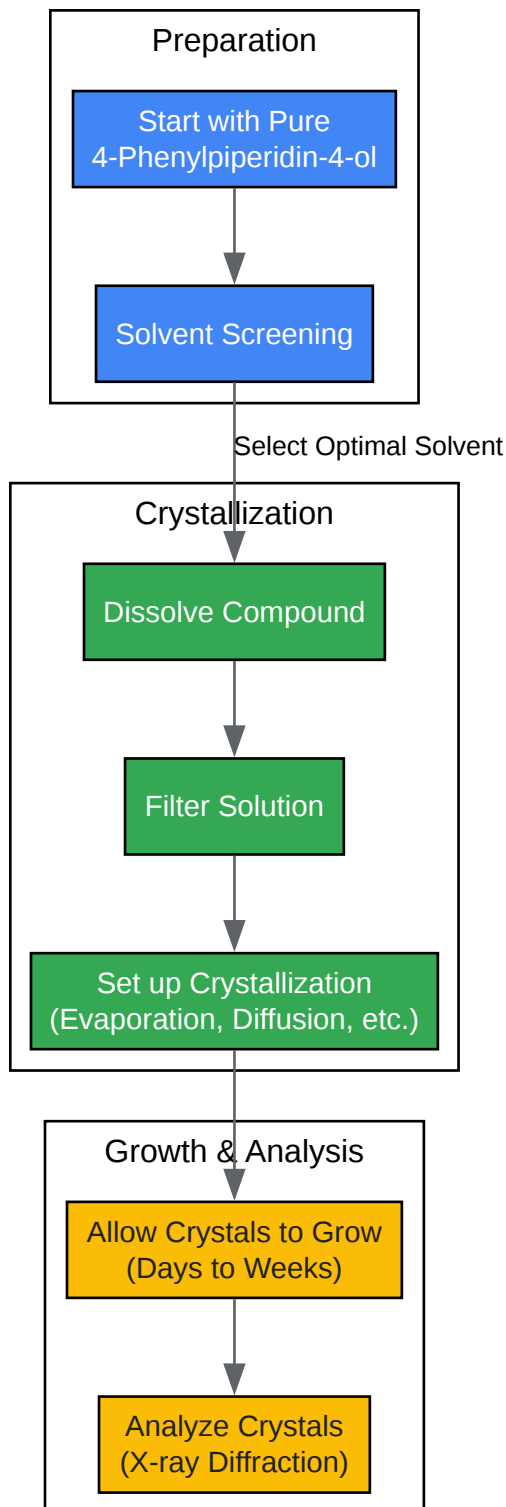 Preparation
Start with Pure
4-Phenylpiperidin-4-ol
Solvent Screening
Select Optimal Solvent
Crystallization
Dissolve Compound
Filter Solution
Set up Crystallization
(Evaporation, Diffusion, etc.)
Growth & Analysis
Allow Crystals to Grow
(Days to Weeks)
Analyze Crystals
(X-ray Diffraction)